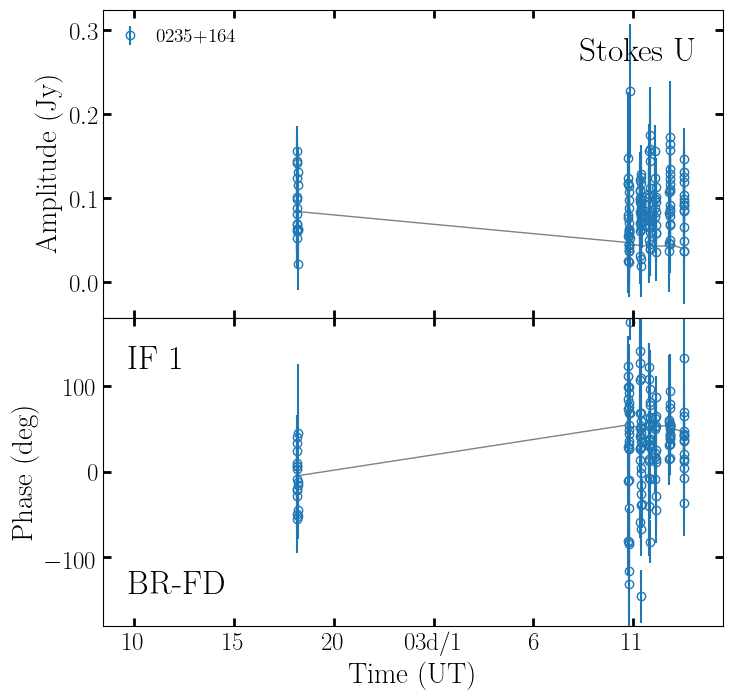 0235+164
Stokes U
Amplitude (Jy)
0.3
0.2
0.1
0.0
IF 1
Phase (deg)
100
0
−100
BR-FD
10 15 20 03d/1 6 11
Time (UT)